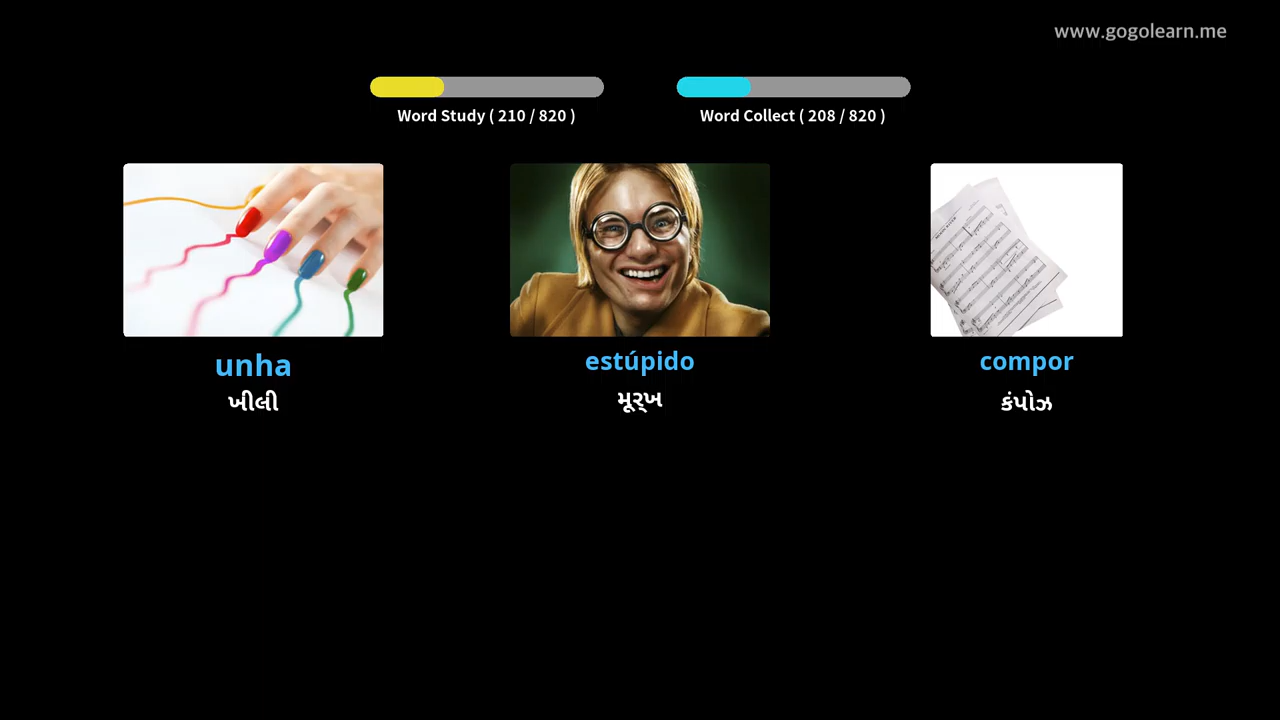 www.gogolearn.me
Word Study ( 210 / 820 )
Word Collect ( 208 / 820 )
unha
estúpido
compor
ખીલી
મૂર્ખ
કંપોઝ